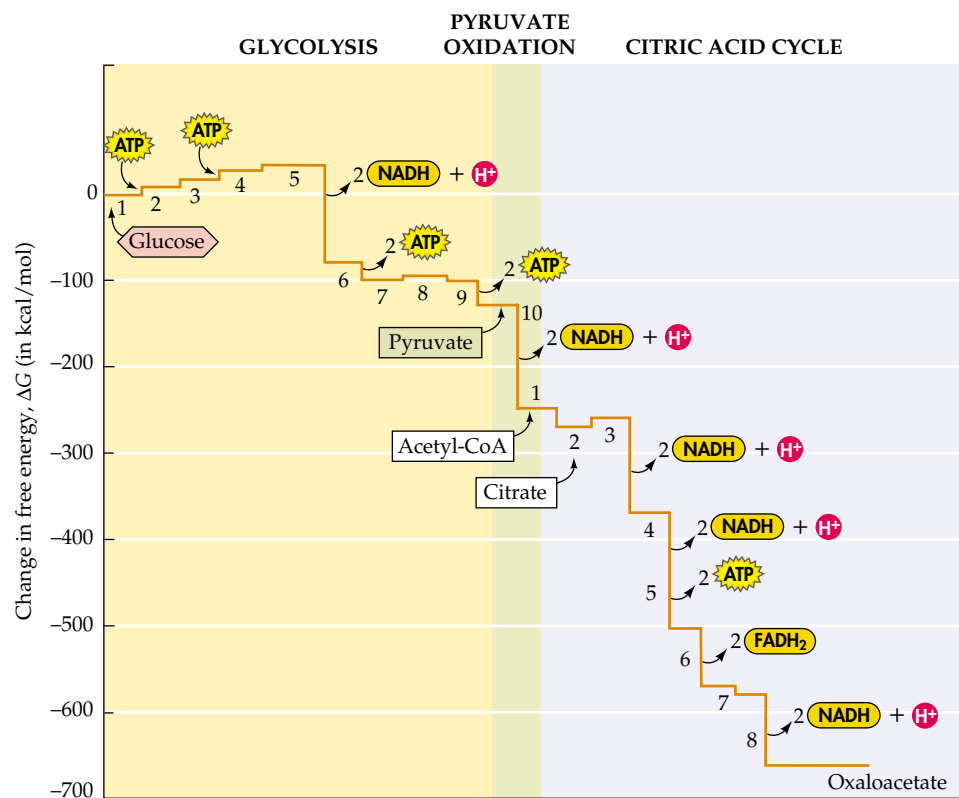 PYRUVATE
GLYCOLYSIS OXIDATION CITRIC ACID CYCLE
Change in free energy, ΔG (in kcal/mol)
0
–100
–200
–300
–400
–500
–600
–700
ATP
ATP
1
2
3
4
5
2 NADH + H+
Glucose
2 ATP
6
7
8
9
2 ATP
10
Pyruvate
2 NADH + H+
1
Acetyl-CoA
2
3
Citrate
2 NADH + H+
4
2 NADH + H+
5
2 ATP
6
2 FADH₂
7
2 NADH + H+
8
Oxaloacetate